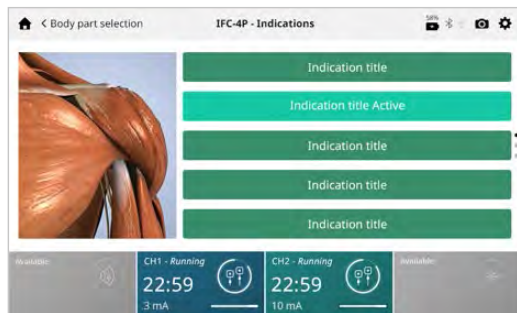 < Body part selection
IFC-4P - Indications
58%
Indication title
Indication title Active
Indication title
Indication title
Indication title
Available
CH1 - Running
22:59
3 mA
CH2 - Running
22:59
10 mA
Available